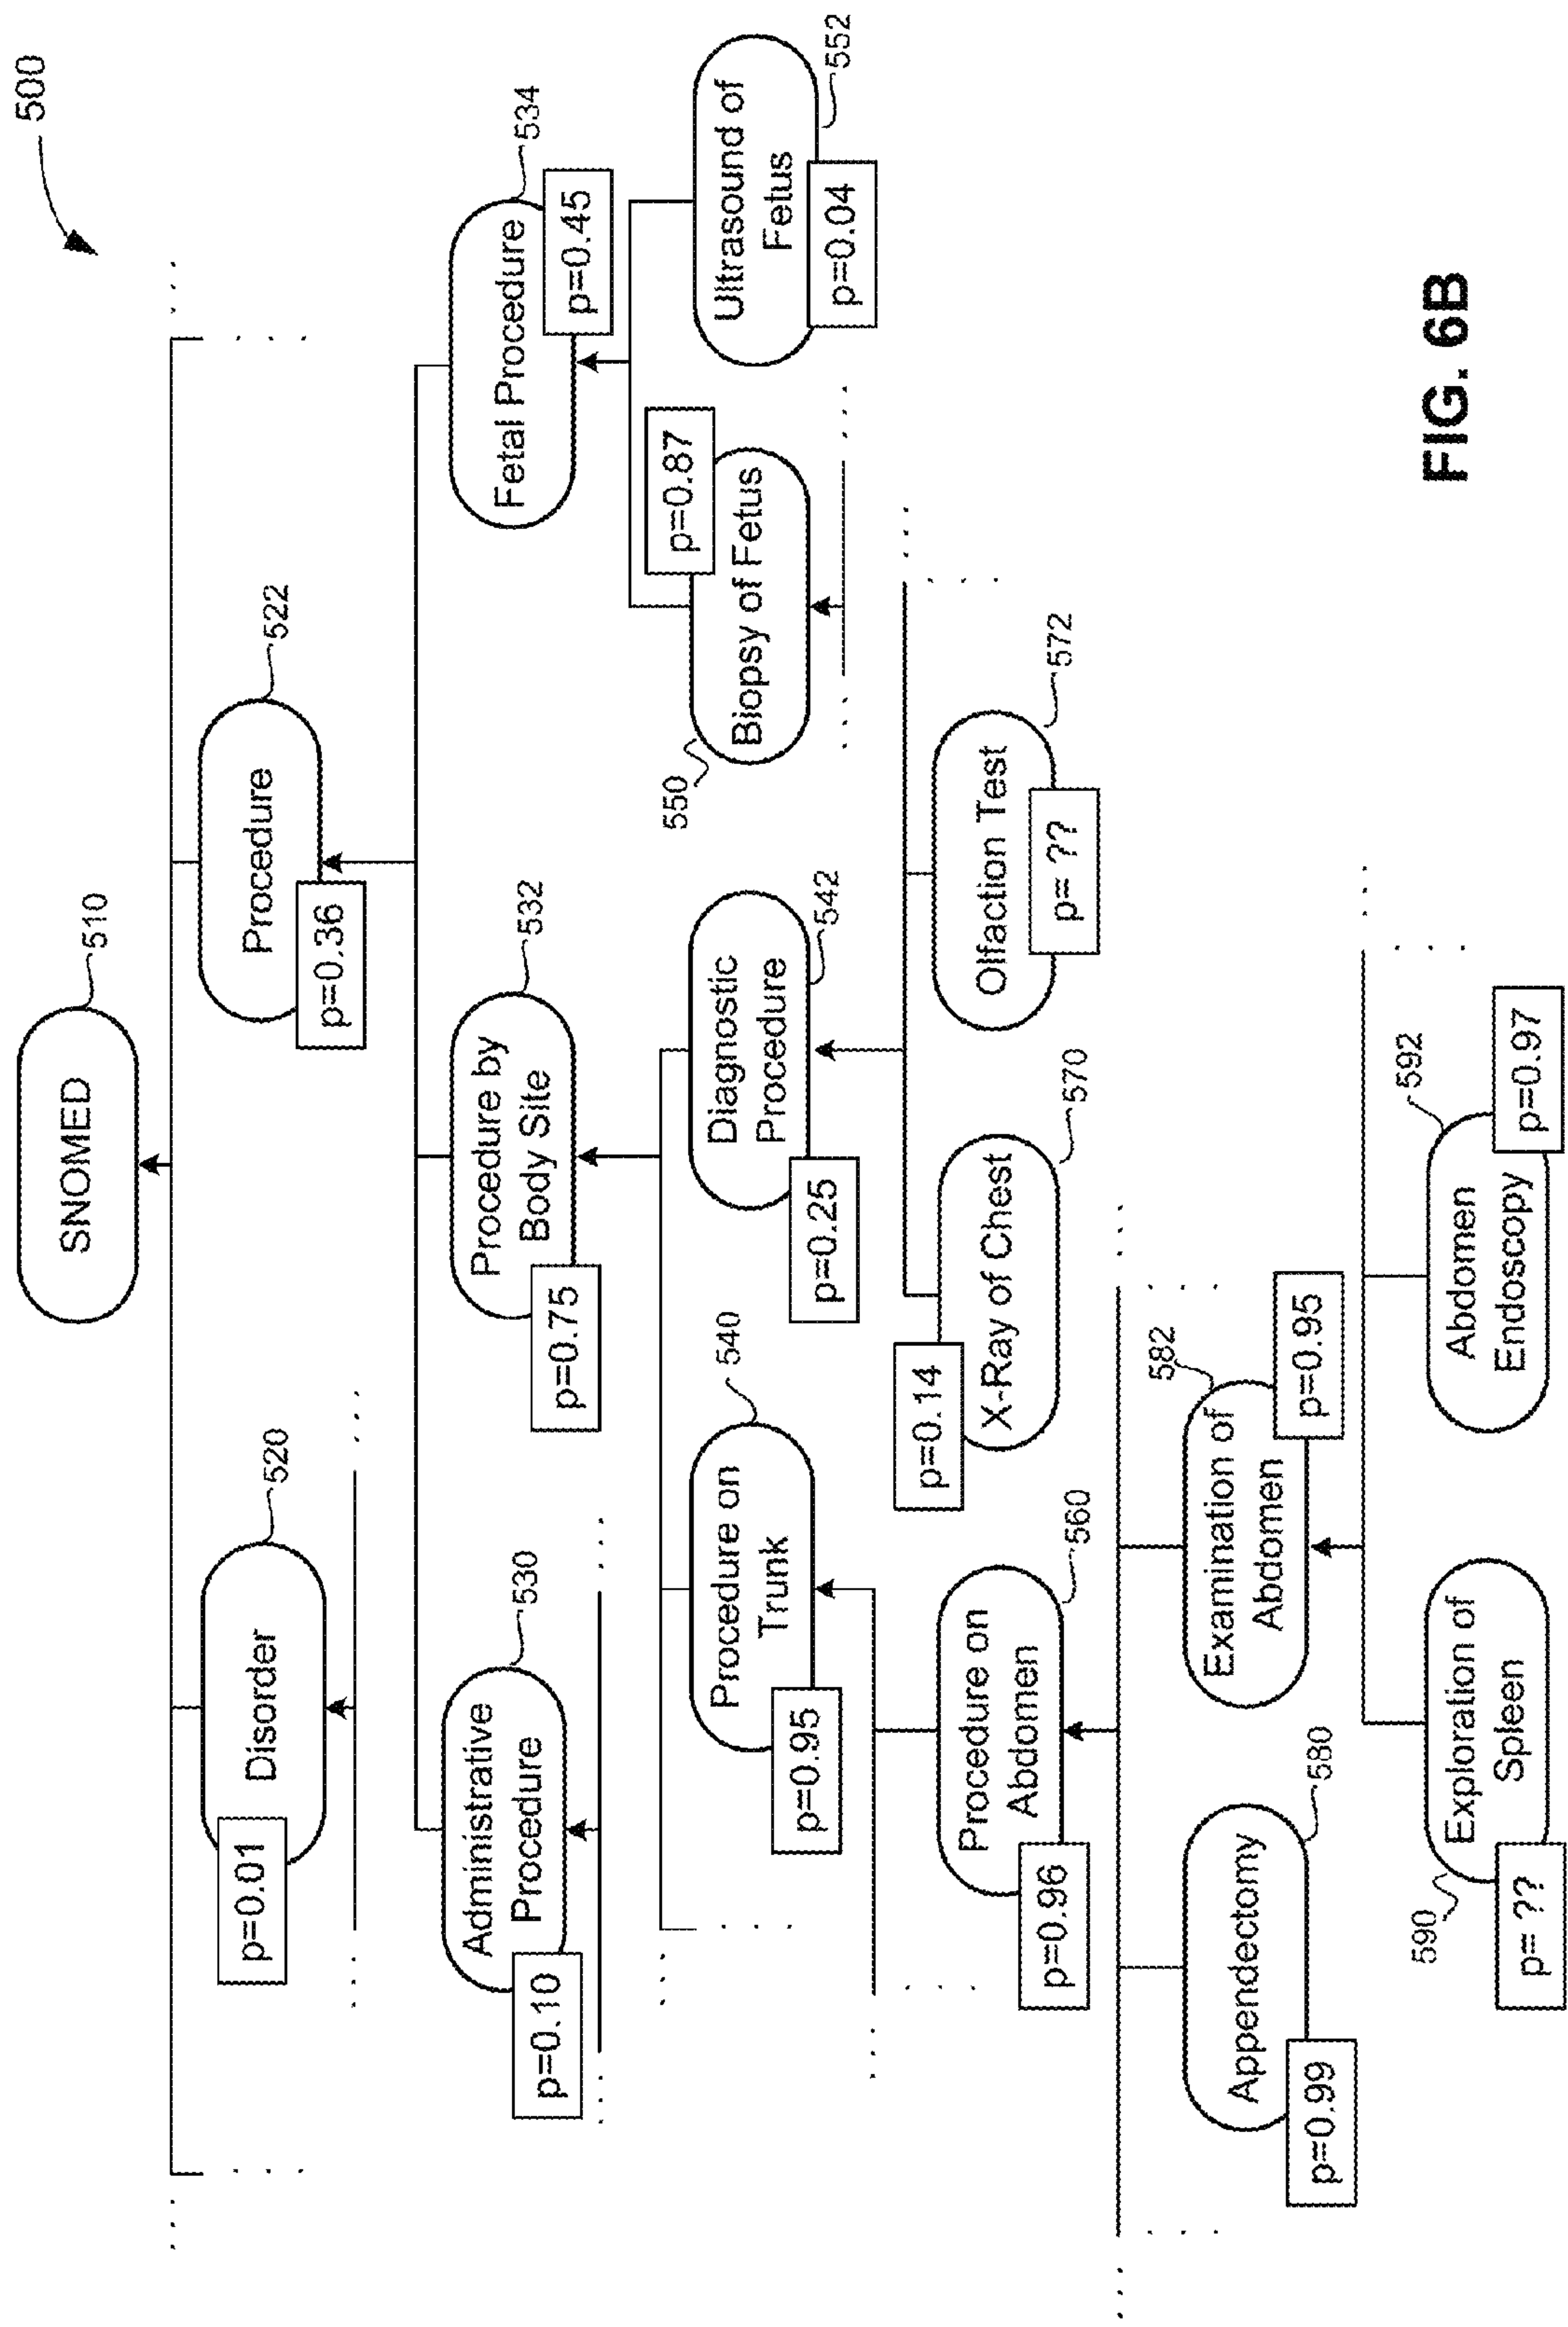 500
SNOMED
510
Disorder
520
p=0.01
Procedure
522
p=0.36
Administrative
Procedure
530
p=0.10
Procedure by
Body Site
532
p=0.75
Fetal Procedure
534
p=0.45
Procedure on
Trunk
540
p=0.95
Diagnostic
Procedure
542
p=0.25
550
Biopsy of Fetus
p=0.87
Ultrasound of
Fetus
552
p=0.04
Procedure on
Abdomen
560
p=0.96
p=0.14
X-Ray of Chest
570
Olfaction Test
572
p= ??
Appendectomy
580
p=0.99
582
Examination of
Abdomen
p=0.95
590
Exploration of
Spleen
p= ??
592
Abdomen
Endoscopy
p=0.97
FIG. 6B